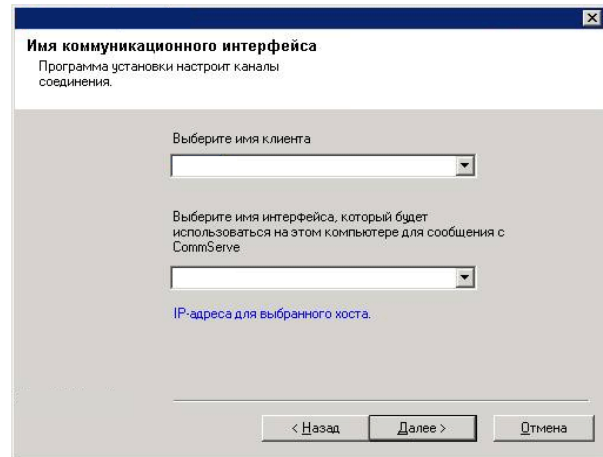 Имя коммуникационного интерфейса
Программа установки настроит каналы
соединения.
Выберите имя клиента
Выберите имя интерфейса, который будет
использоваться на этом компьютере для сообщения с
CommServe
IP-адреса для выбранного хоста.
< Назад
Далее >
Отмена